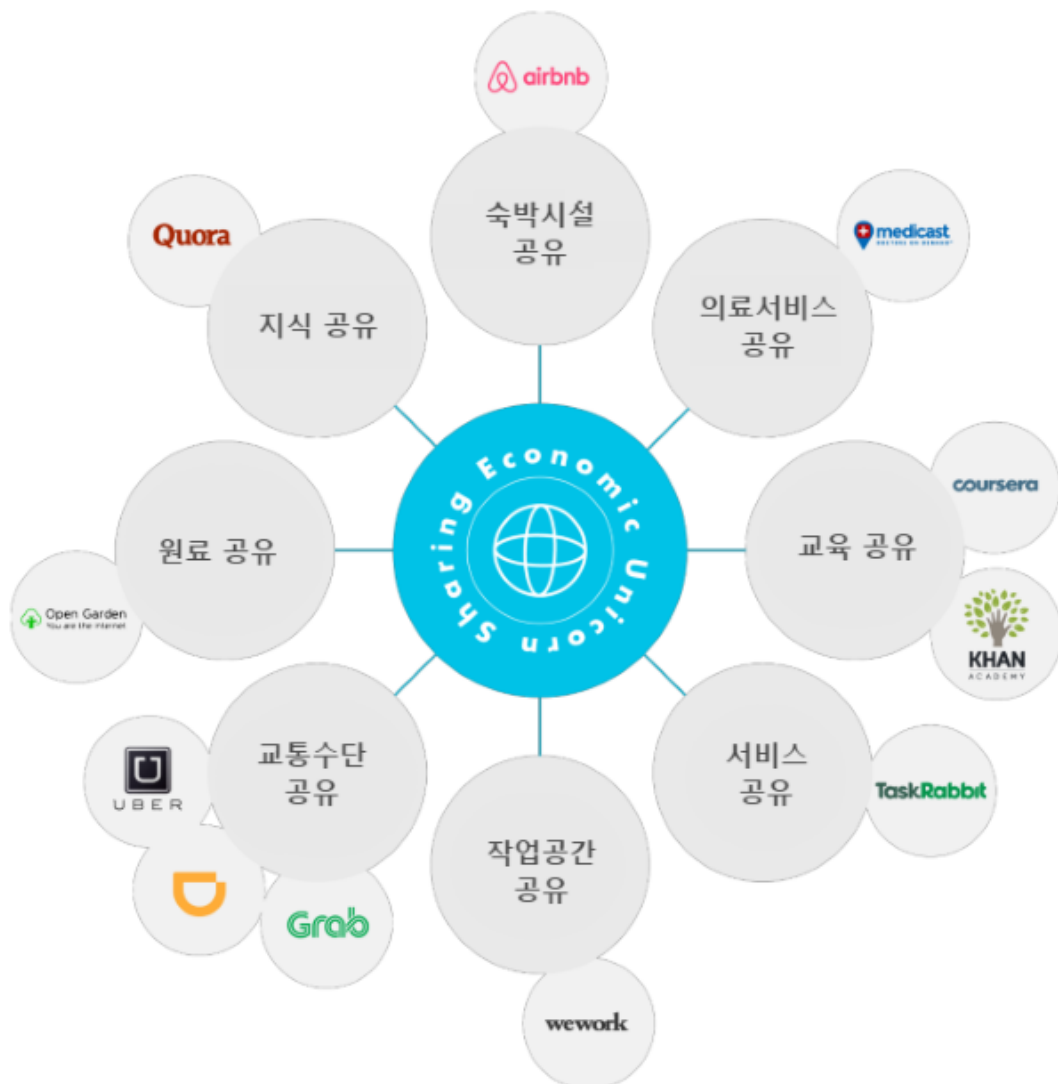 airbnb
숙박시설
공유
medicast
DOCTORS ON DEMAND
의료서비스
공유
coursera
교육 공유
KHAN
ACADEMY
서비스
공유
TaskRabbit
작업공간
공유
wework
교통수단
공유
UBER
Grab
원료 공유
Open Garden
You are the internet
지식 공유
Quora
Sharing Economic Unicorn